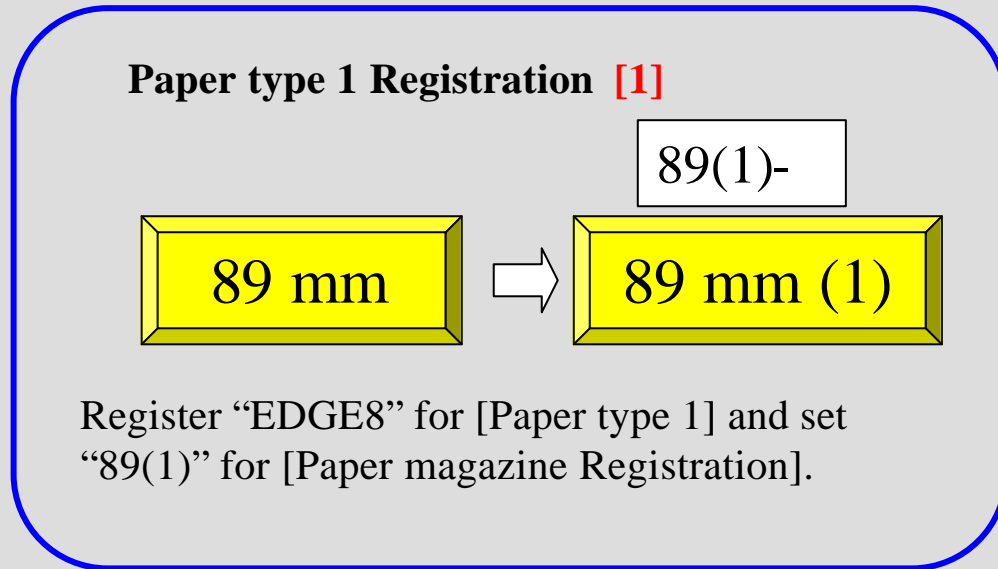 Paper type 1 Registration [1]
89(1)-
89 mm
89 mm (1)
Register “EDGE8” for [Paper type 1] and set
“89(1)” for [Paper magazine Registration].